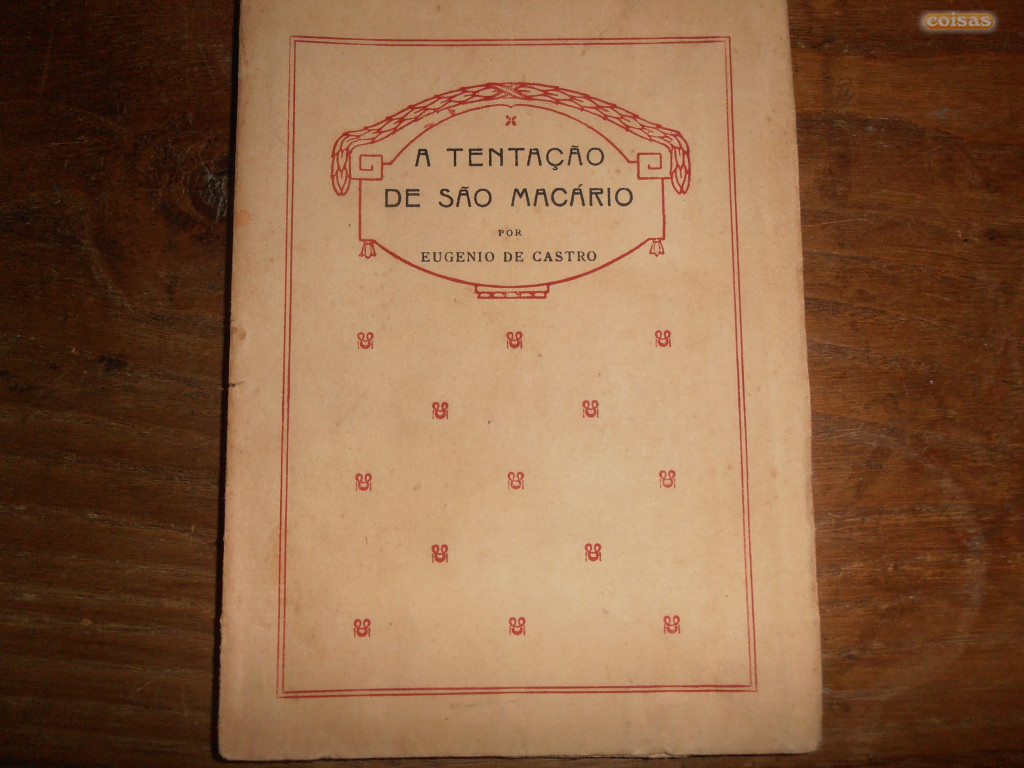 coisas
A TENTAÇÃO
DE SÃO MACÁRIO
POR
EUGENIO DE CASTRO